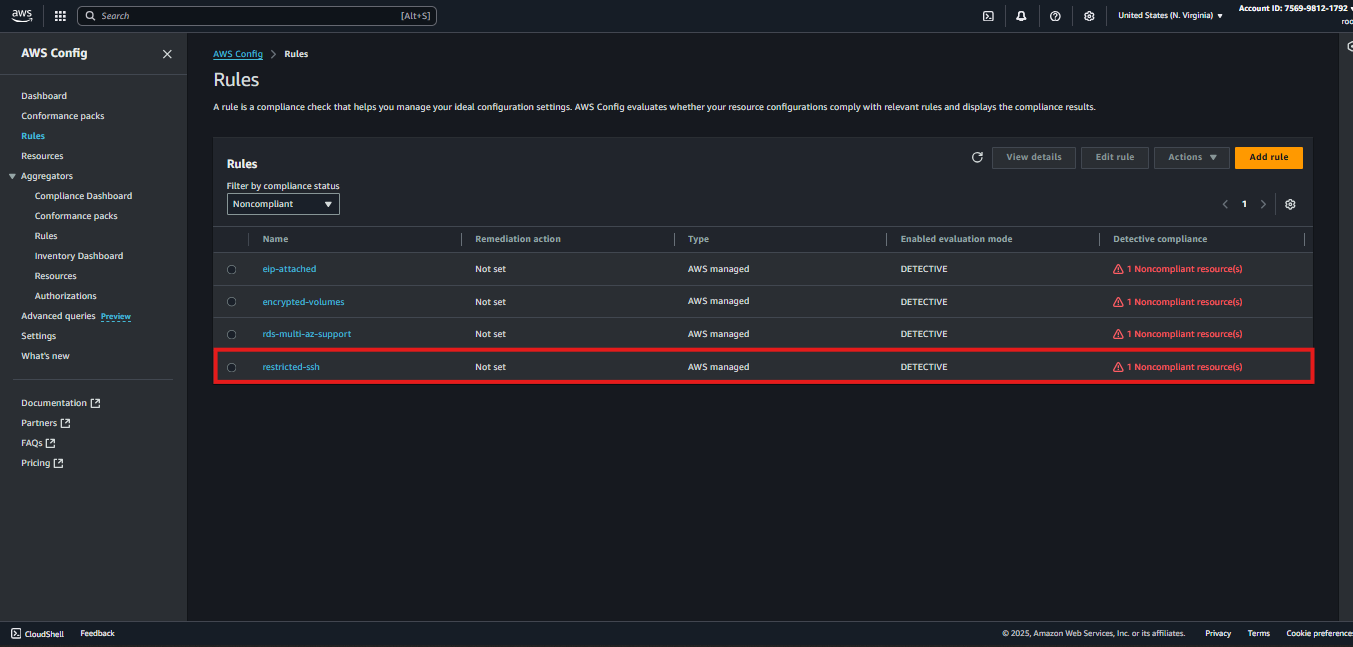 aws Search [Alt+S] United States (N. Virginia) Account ID: 7569-9812-1792
AWS Config
AWS Config Rules
Rules
A rule is a compliance check that helps you manage your ideal configuration settings. AWS Config evaluates whether your resource configurations comply with relevant rules and displays the compliance results.
Dashboard
Conformance packs
Rules
Resources
Aggregators
Compliance Dashboard
Conformance packs
Rules
Inventory Dashboard
Resources
Authorizations
Advanced queries Preview
Settings
What's new
Documentation
Partners
FAQs
Pricing
Rules View details Edit rule Actions Add rule
Filter by compliance status
Noncompliant 1
Name Remediation action Type Enabled evaluation mode Detective compliance
eip-attached Not set AWS managed DETECTIVE 1 Noncompliant resource(s)
encrypted-volumes Not set AWS managed DETECTIVE 1 Noncompliant resource(s)
rds-multi-az-support Not set AWS managed DETECTIVE 1 Noncompliant resource(s)
restricted-ssh Not set AWS managed DETECTIVE 1 Noncompliant resource(s)
CloudShell Feedback © 2025, Amazon Web Services, Inc. or its affiliates. Privacy Terms Cookie preferences